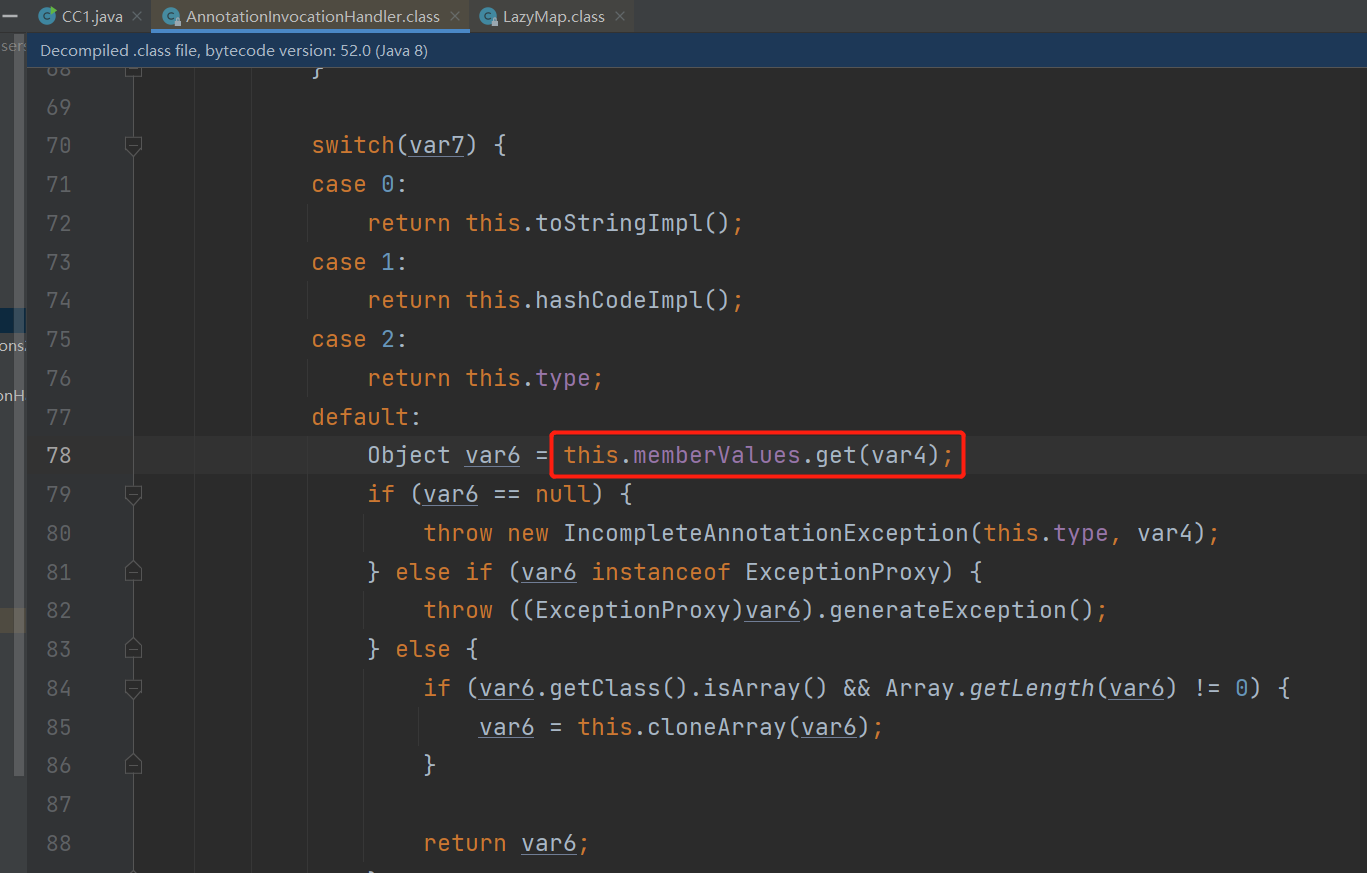 CC1.java AnnotationInvocationHandler.class LazyMap.class
Decompiled .class file, bytecode version: 52.0 (Java 8)
68 }
69
70 switch(var7) {
71 case 0:
72 return this.toStringImpl();
73 case 1:
74 return this.hashCodeImpl();
75 case 2:
76 return this.type;
77 default:
78 Object var6 = this.memberValues.get(var4);
79 if (var6 == null) {
80 throw new IncompleteAnnotationException(this.type, var4);
81 } else if (var6 instanceof ExceptionProxy) {
82 throw ((ExceptionProxy)var6).generateException();
83 } else {
84 if (var6.getClass().isArray() && Array.getLength(var6) != 0) {
85 var6 = this.cloneArray(var6);
86 }
87
88 return var6;